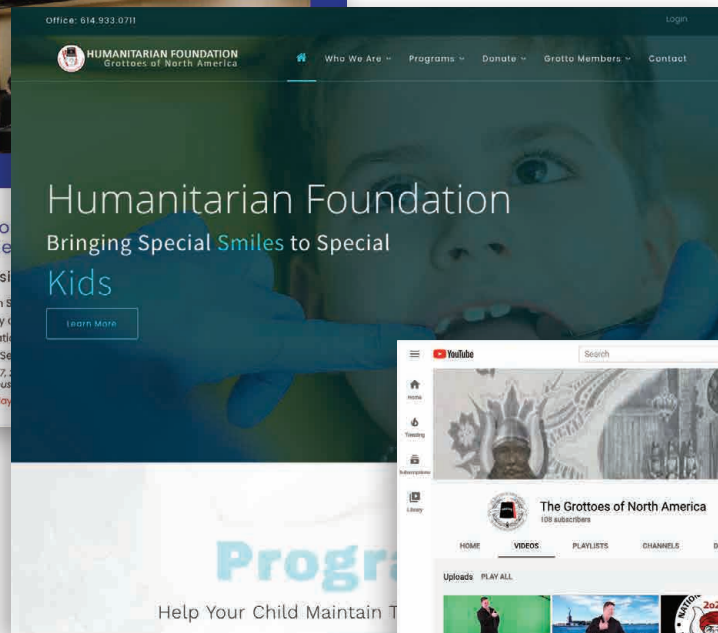 Office: 614.933.0711
Login
HUMANITARIAN FOUNDATION
Grottoes of North America
Who We Are
Programs
Donate
Grotto Members
Contact
Humanitarian Foundation
Bringing Special Smiles to Special
Kids
Learn More
Help Your Child Maintain T
YouTube
Search
Home
Trending
Subscriptions
Library
The Grottoes of North America
108 subscribers
HOME
VIDEOS
PLAYLISTS
CHANNELS
D
Uploads PLAY ALL